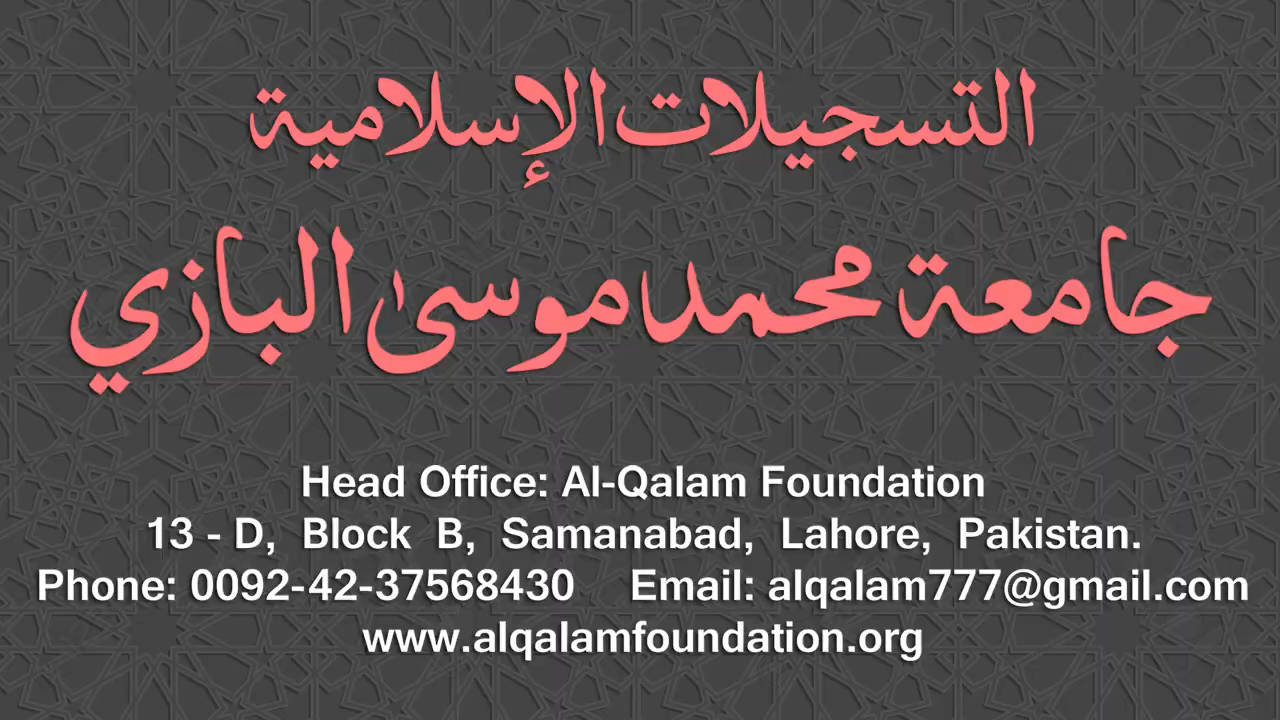 التسجيلات الإسلامية
جامعة محمد موسىٰ البازي
Head Office: Al-Qalam Foundation
13 - D, Block B, Samanabad, Lahore, Pakistan.
Phone: 0092-42-37568430 Email: alqalam777@gmail.com
www.alqalamfoundation.org